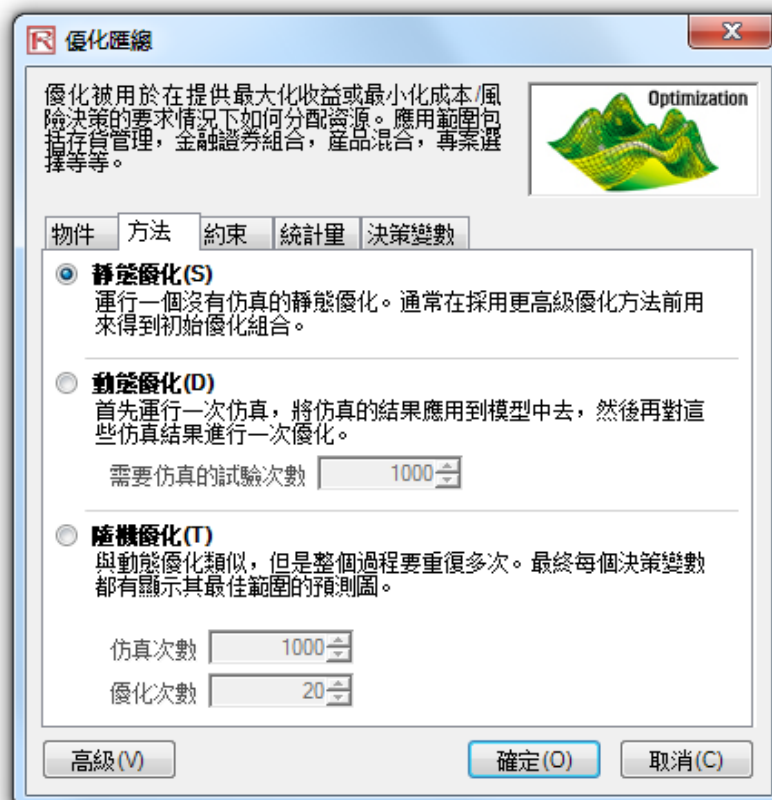 優化匯總
優化被用於在提供最大化收益或最小化成本/風
險決策的要求情況下如何分配資源。應用範圍包
括存貨管理，金融證券組合，產品混合，專案選
擇等等。
Optimization
物件 方法 約束 統計量 決策變數
靜態優化(S)
運行一個沒有仿真的靜態優化。通常在採用更高級優化方法前用
來得到初始優化組合。
動態優化(D)
首先運行一次仿真，將仿真的結果應用到模型中去，然後再對這
些仿真結果進行一次優化。
需要仿真的試驗次數 1000
隨機優化(T)
與動態優化類似，但是整個過程要重復多次。最終每個決策變數
都有顯示其最佳範圍的預測圖。
仿真次數 1000
優化次數 20
高級(V) 確定(O) 取消(C)